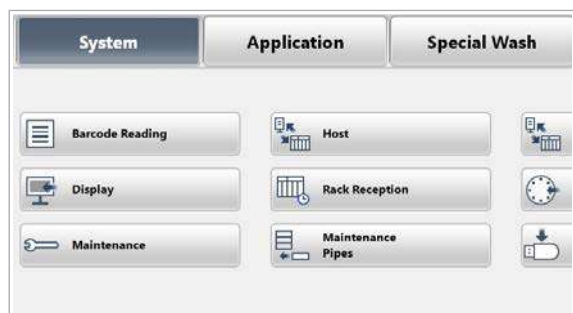 System Application Special Wash
Barcode Reading Host
Display Rack Reception
Maintenance Maintenance
Pipes